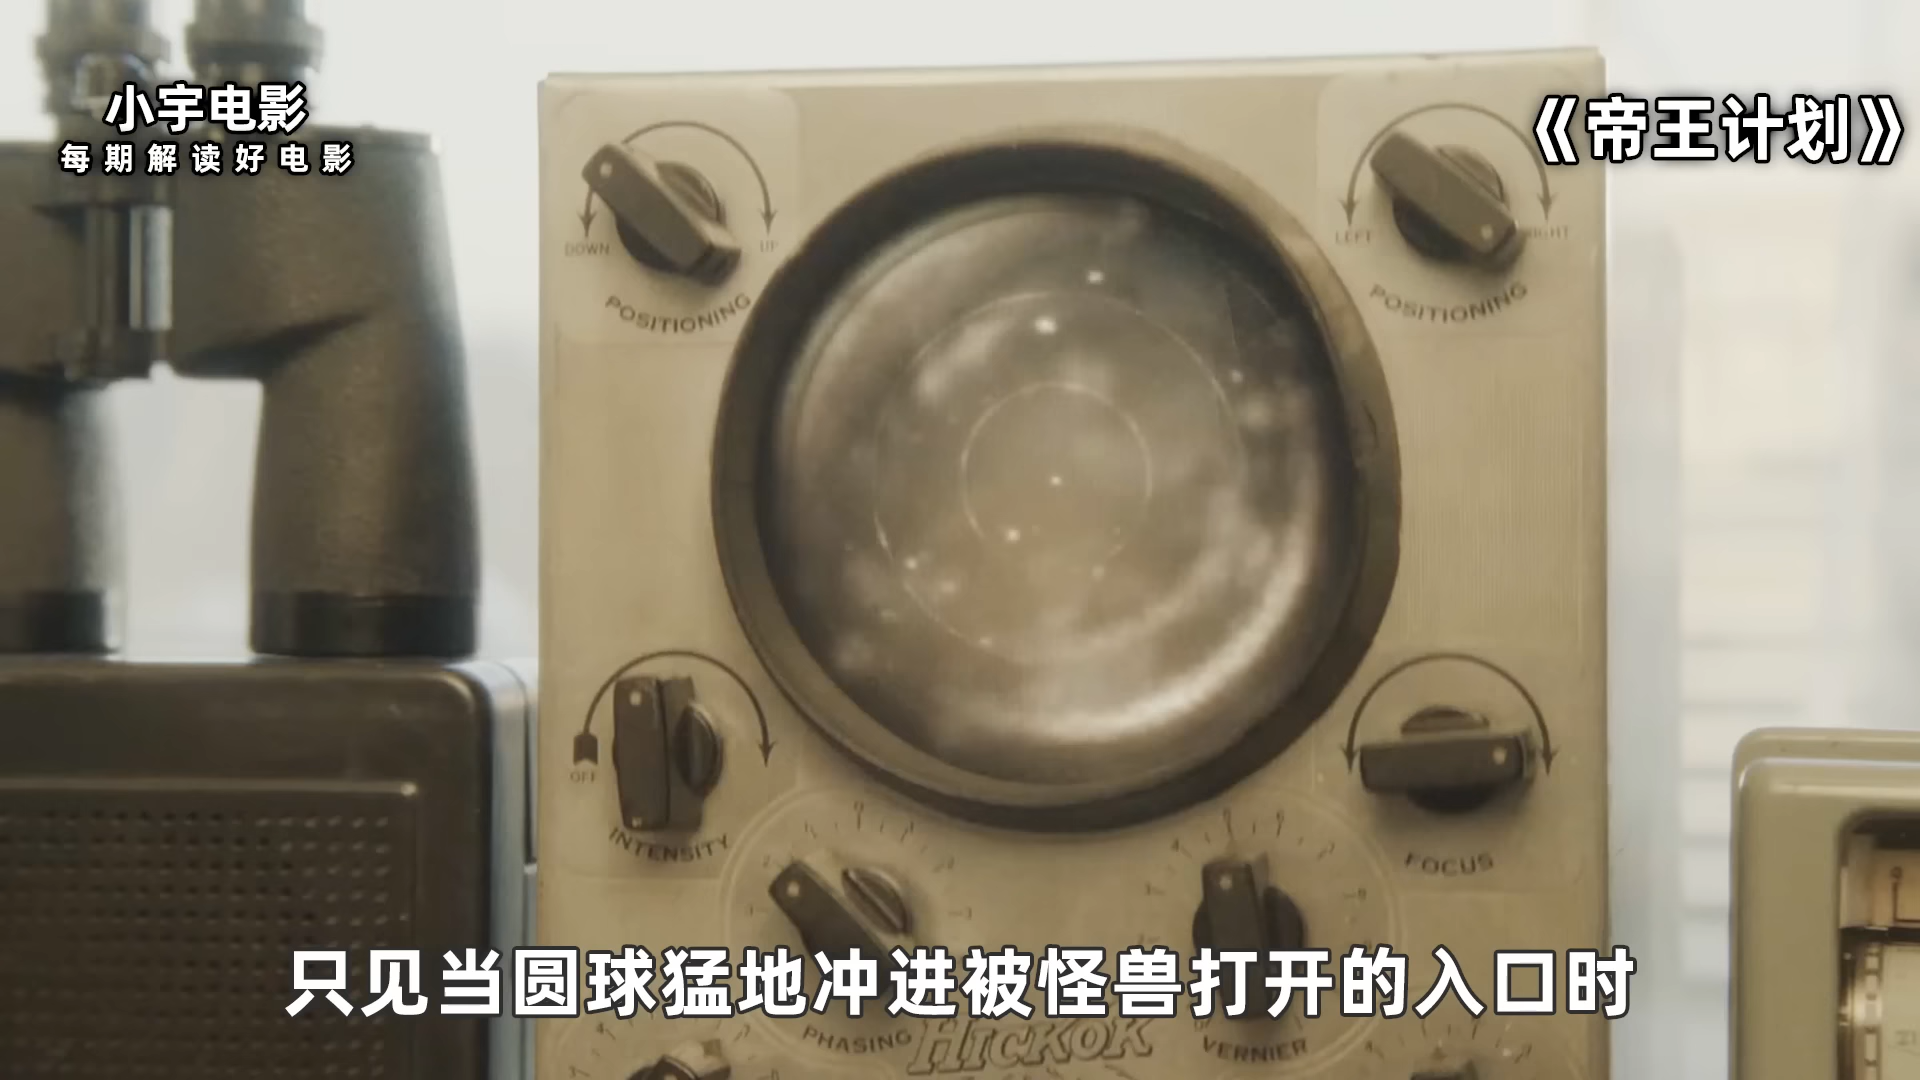 小宇电影
每期解读好电影
《帝王计划》
DOWN
UP
POSITIONING
LEFT
RIGHT
POSITIONING
OFF
INTENSITY
FOCUS
只见当圆球猛地冲进被怪兽打开的入口时
PHASING
HICKOK
VERNIER